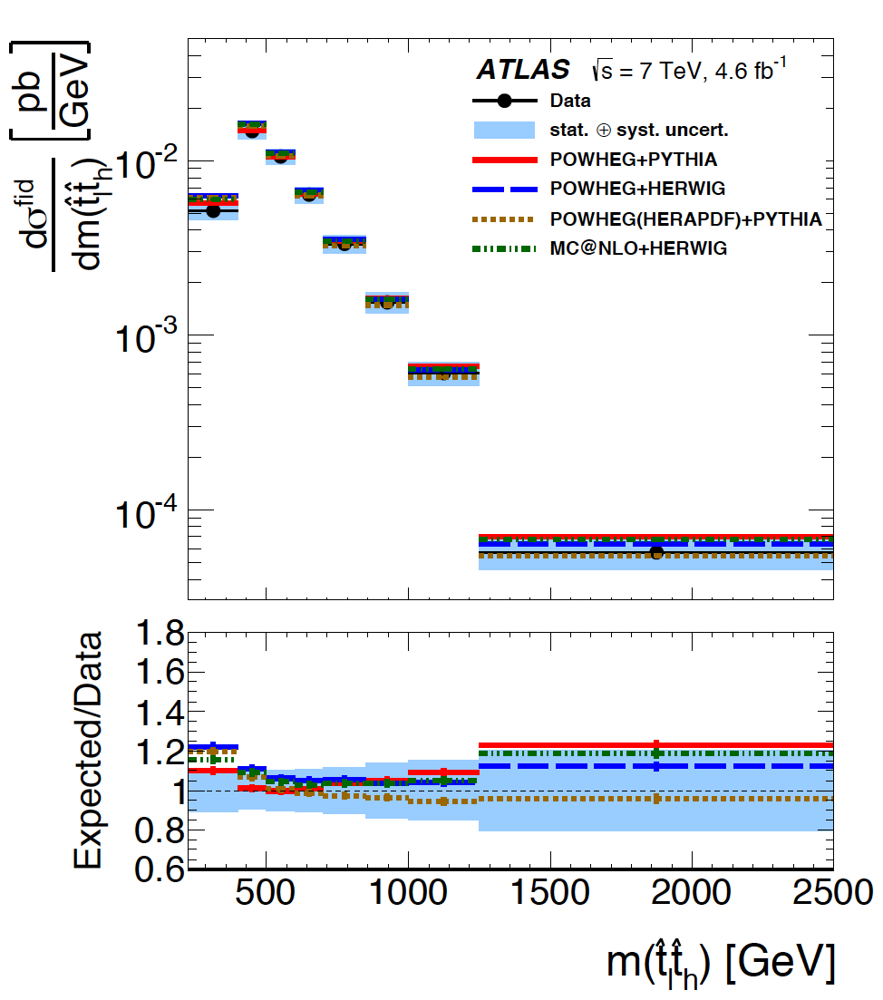 dσ^fid / dm(t̂_l t̂_h) [pb / GeV]
ATLAS √s = 7 TeV, 4.6 fb⁻¹
Data
stat. ⊕ syst. uncert.
POWHEG+PYTHIA
POWHEG+HERWIG
POWHEG(HERAPDF)+PYTHIA
MC@NLO+HERWIG
10⁻²
10⁻³
10⁻⁴
Expected/Data
1.8
1.6
1.4
1.2
1
0.8
0.6
500 1000 1500 2000 2500
m(t̂_l t̂_h) [GeV]